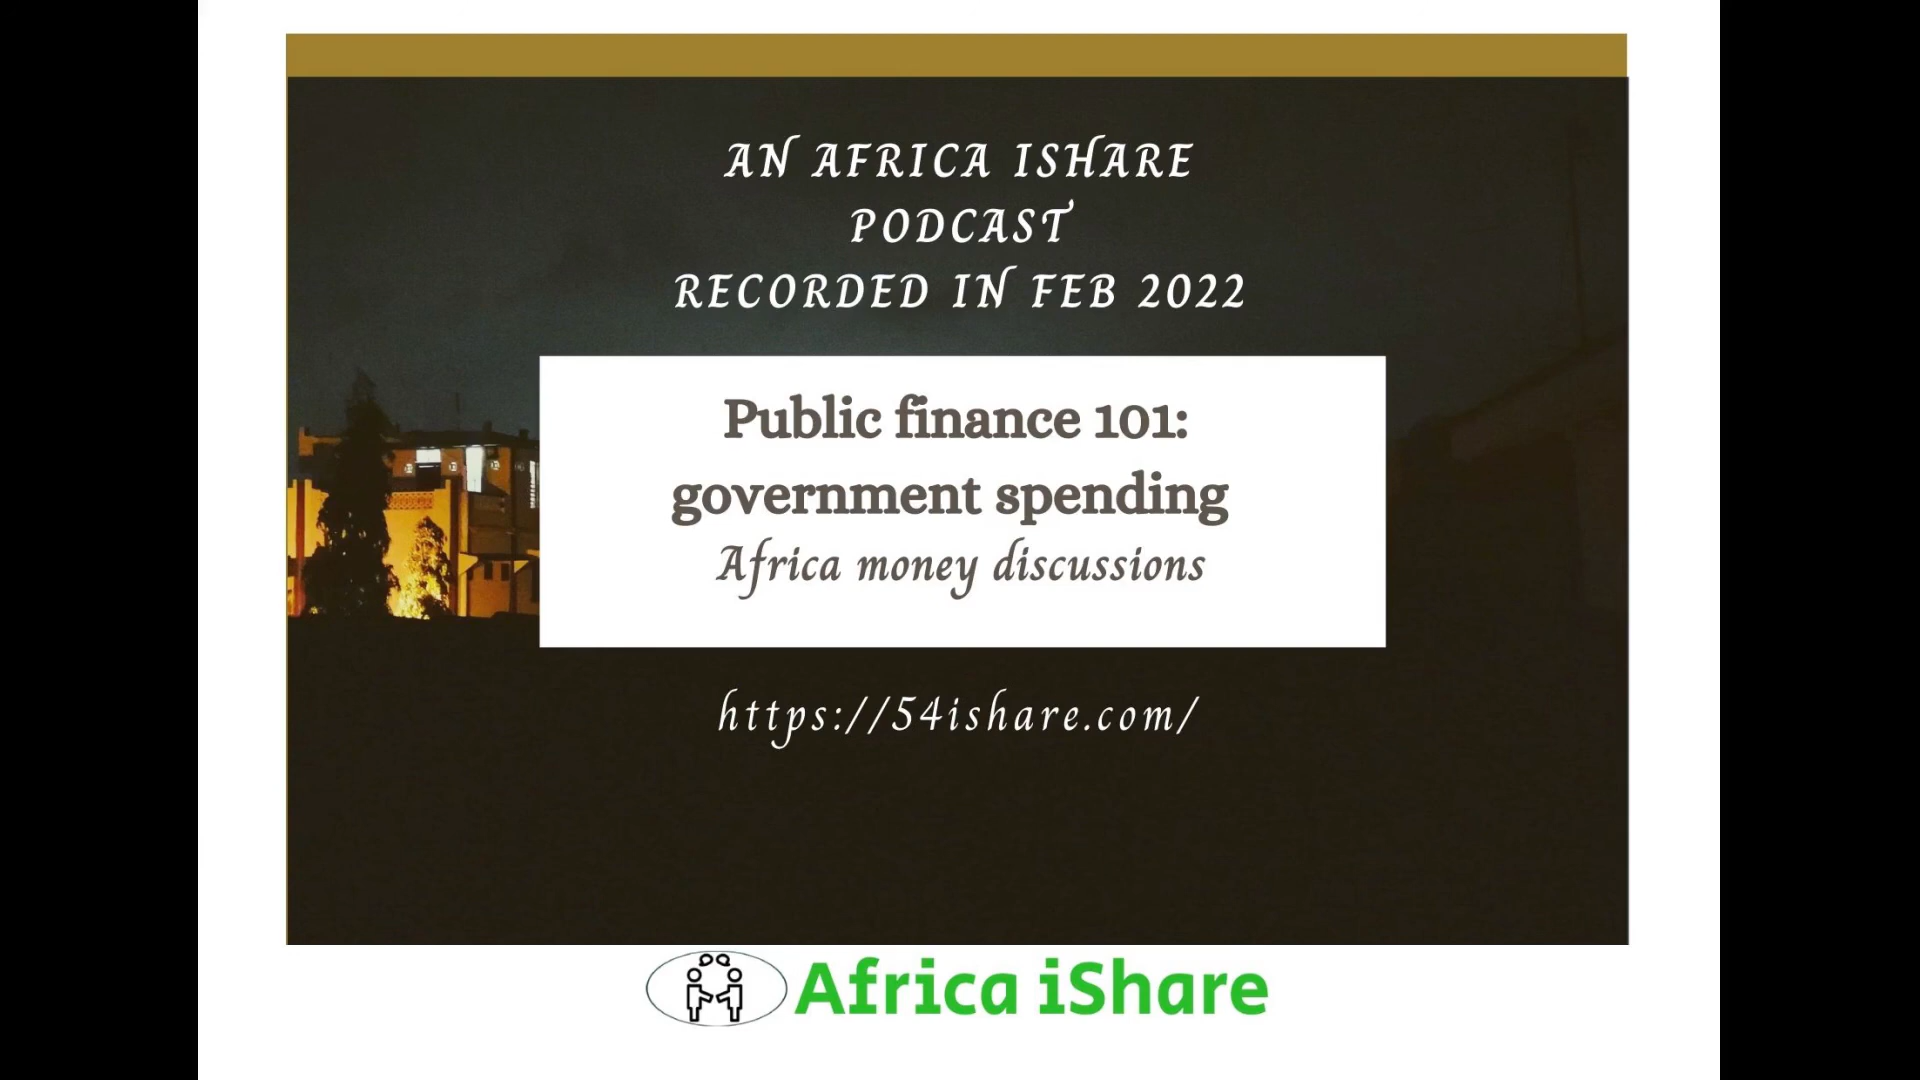 AN AFRICA ISHARE
PODCAST
RECORDED IN FEB 2022
Public finance 101:
government spending
Africa money discussions
https://54ishare.com/
Africa iShare